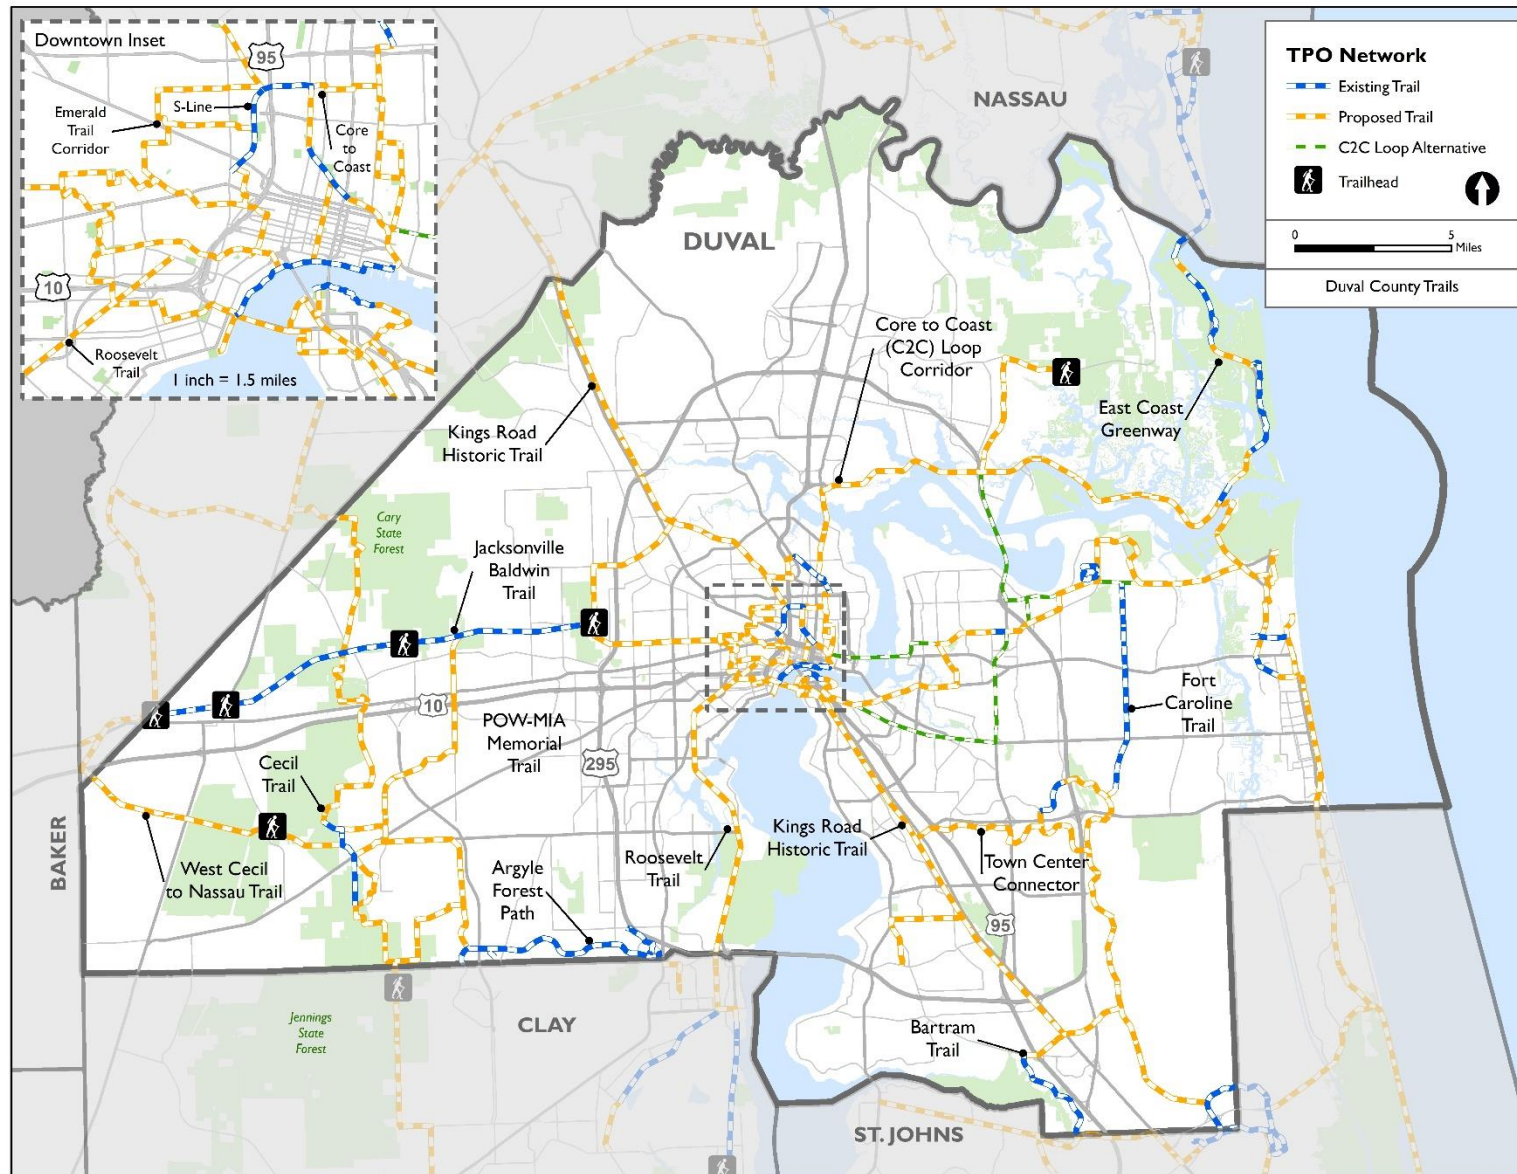 Downtown Inset
95
S-Line
Emerald
Trail
Corridor
Core
to
Coast
10
Roosevelt
Trail
1 inch = 1.5 miles
TPO Network
Existing Trail
Proposed Trail
C2C Loop Alternative
Trailhead
0
5
Miles
Duval County Trails
NASSAU
DUVAL
Core to Coast
(C2C) Loop
Corridor
East Coast
Greenway
Kings Road
Historic Trail
Cary
State
Forest
Jacksonville
Baldwin
Trail
10
POW-MIA
Memorial
Trail
295
Fort
Caroline
Trail
Cecil
Trail
BAKER
West Cecil
to Nassau Trail
Argyle
Forest
Path
Roosevelt
Trail
Kings Road
Historic Trail
Town Center
Connector
95
Jennings
State
Forest
CLAY
Bartram
Trail
ST. JOHNS